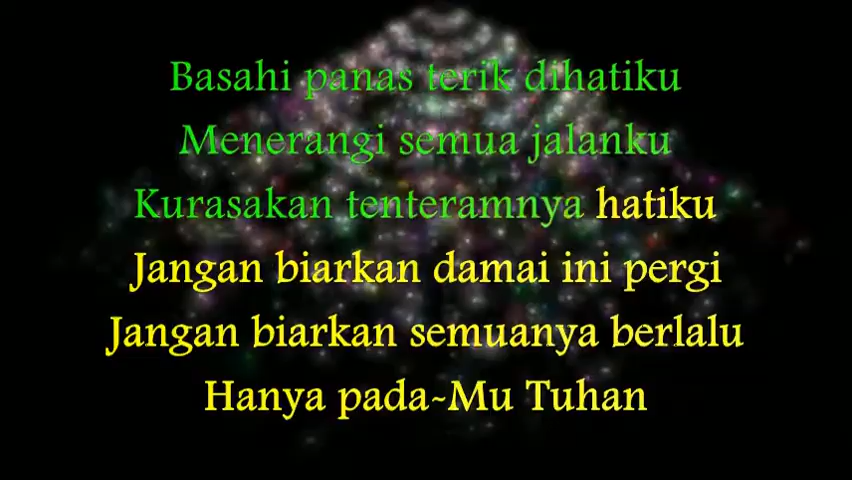 Basahi panas terik dihatiku
Menerangi semua jalanku
Kurasakan tenteramnya hatiku
Jangan biarkan damai ini pergi
Jangan biarkan semuanya berlalu
Hanya pada-Mu Tuhan